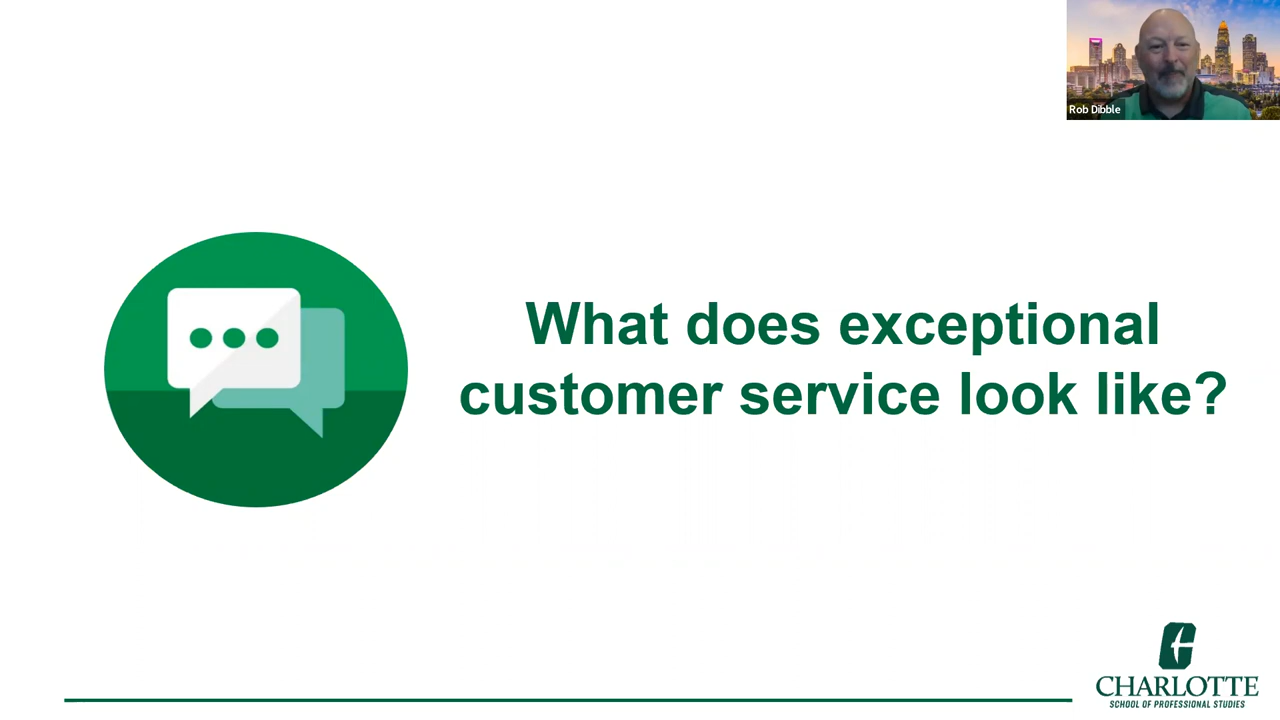 Rob Dibble
What does exceptional
customer service look like?
CHARLOTTE
SCHOOL OF PROFESSIONAL STUDIES